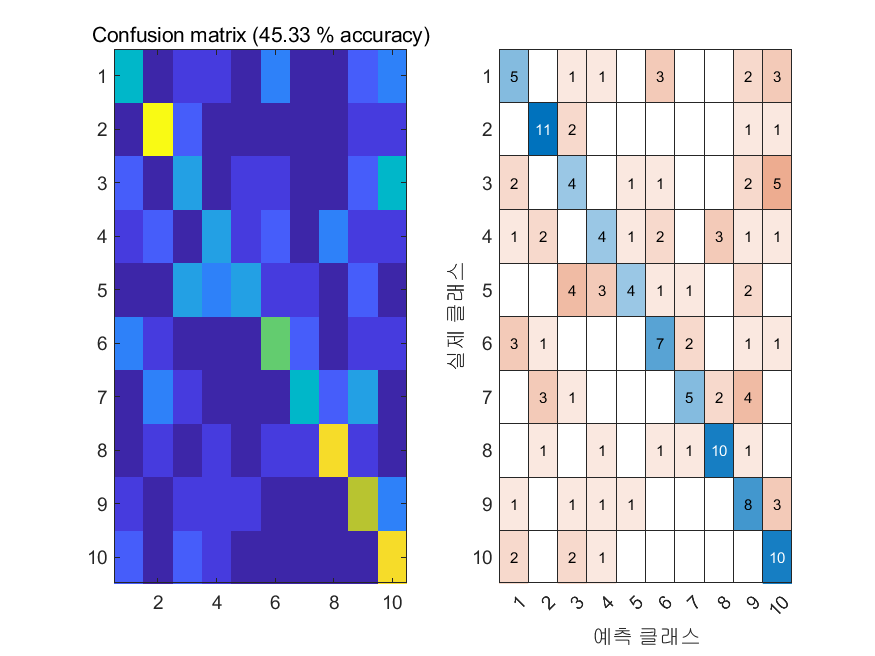 Confusion matrix (45.33 % accuracy)
1
2
3
4
5
6
7
8
9
10
2 4 6 8 10
실제 클래스
1 5 1 1 3 2 3
2 11 2 1 1
3 2 4 1 1 2 5
4 1 2 4 1 2 3 1 1
5 4 3 4 1 1 2
6 3 1 7 2 1 1
7 3 1 5 2 4
8 1 1 1 1 10 1
9 1 1 1 1 8 3
10 2 2 1 10
1 2 3 4 5 6 7 8 9 10
예측 클래스